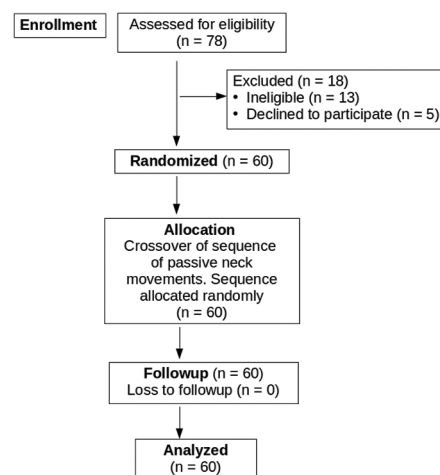 Enrollment
Assessed for eligibility
(n = 78)
Excluded (n = 18)
• Ineligible (n = 13)
• Declined to participate (n = 5)
Randomized (n = 60)
Allocation
Crossover of sequence
of passive neck
movements. Sequence
allocated randomly
(n = 60)
Followup (n = 60)
Loss to followup (n = 0)
Analyzed
(n = 60)